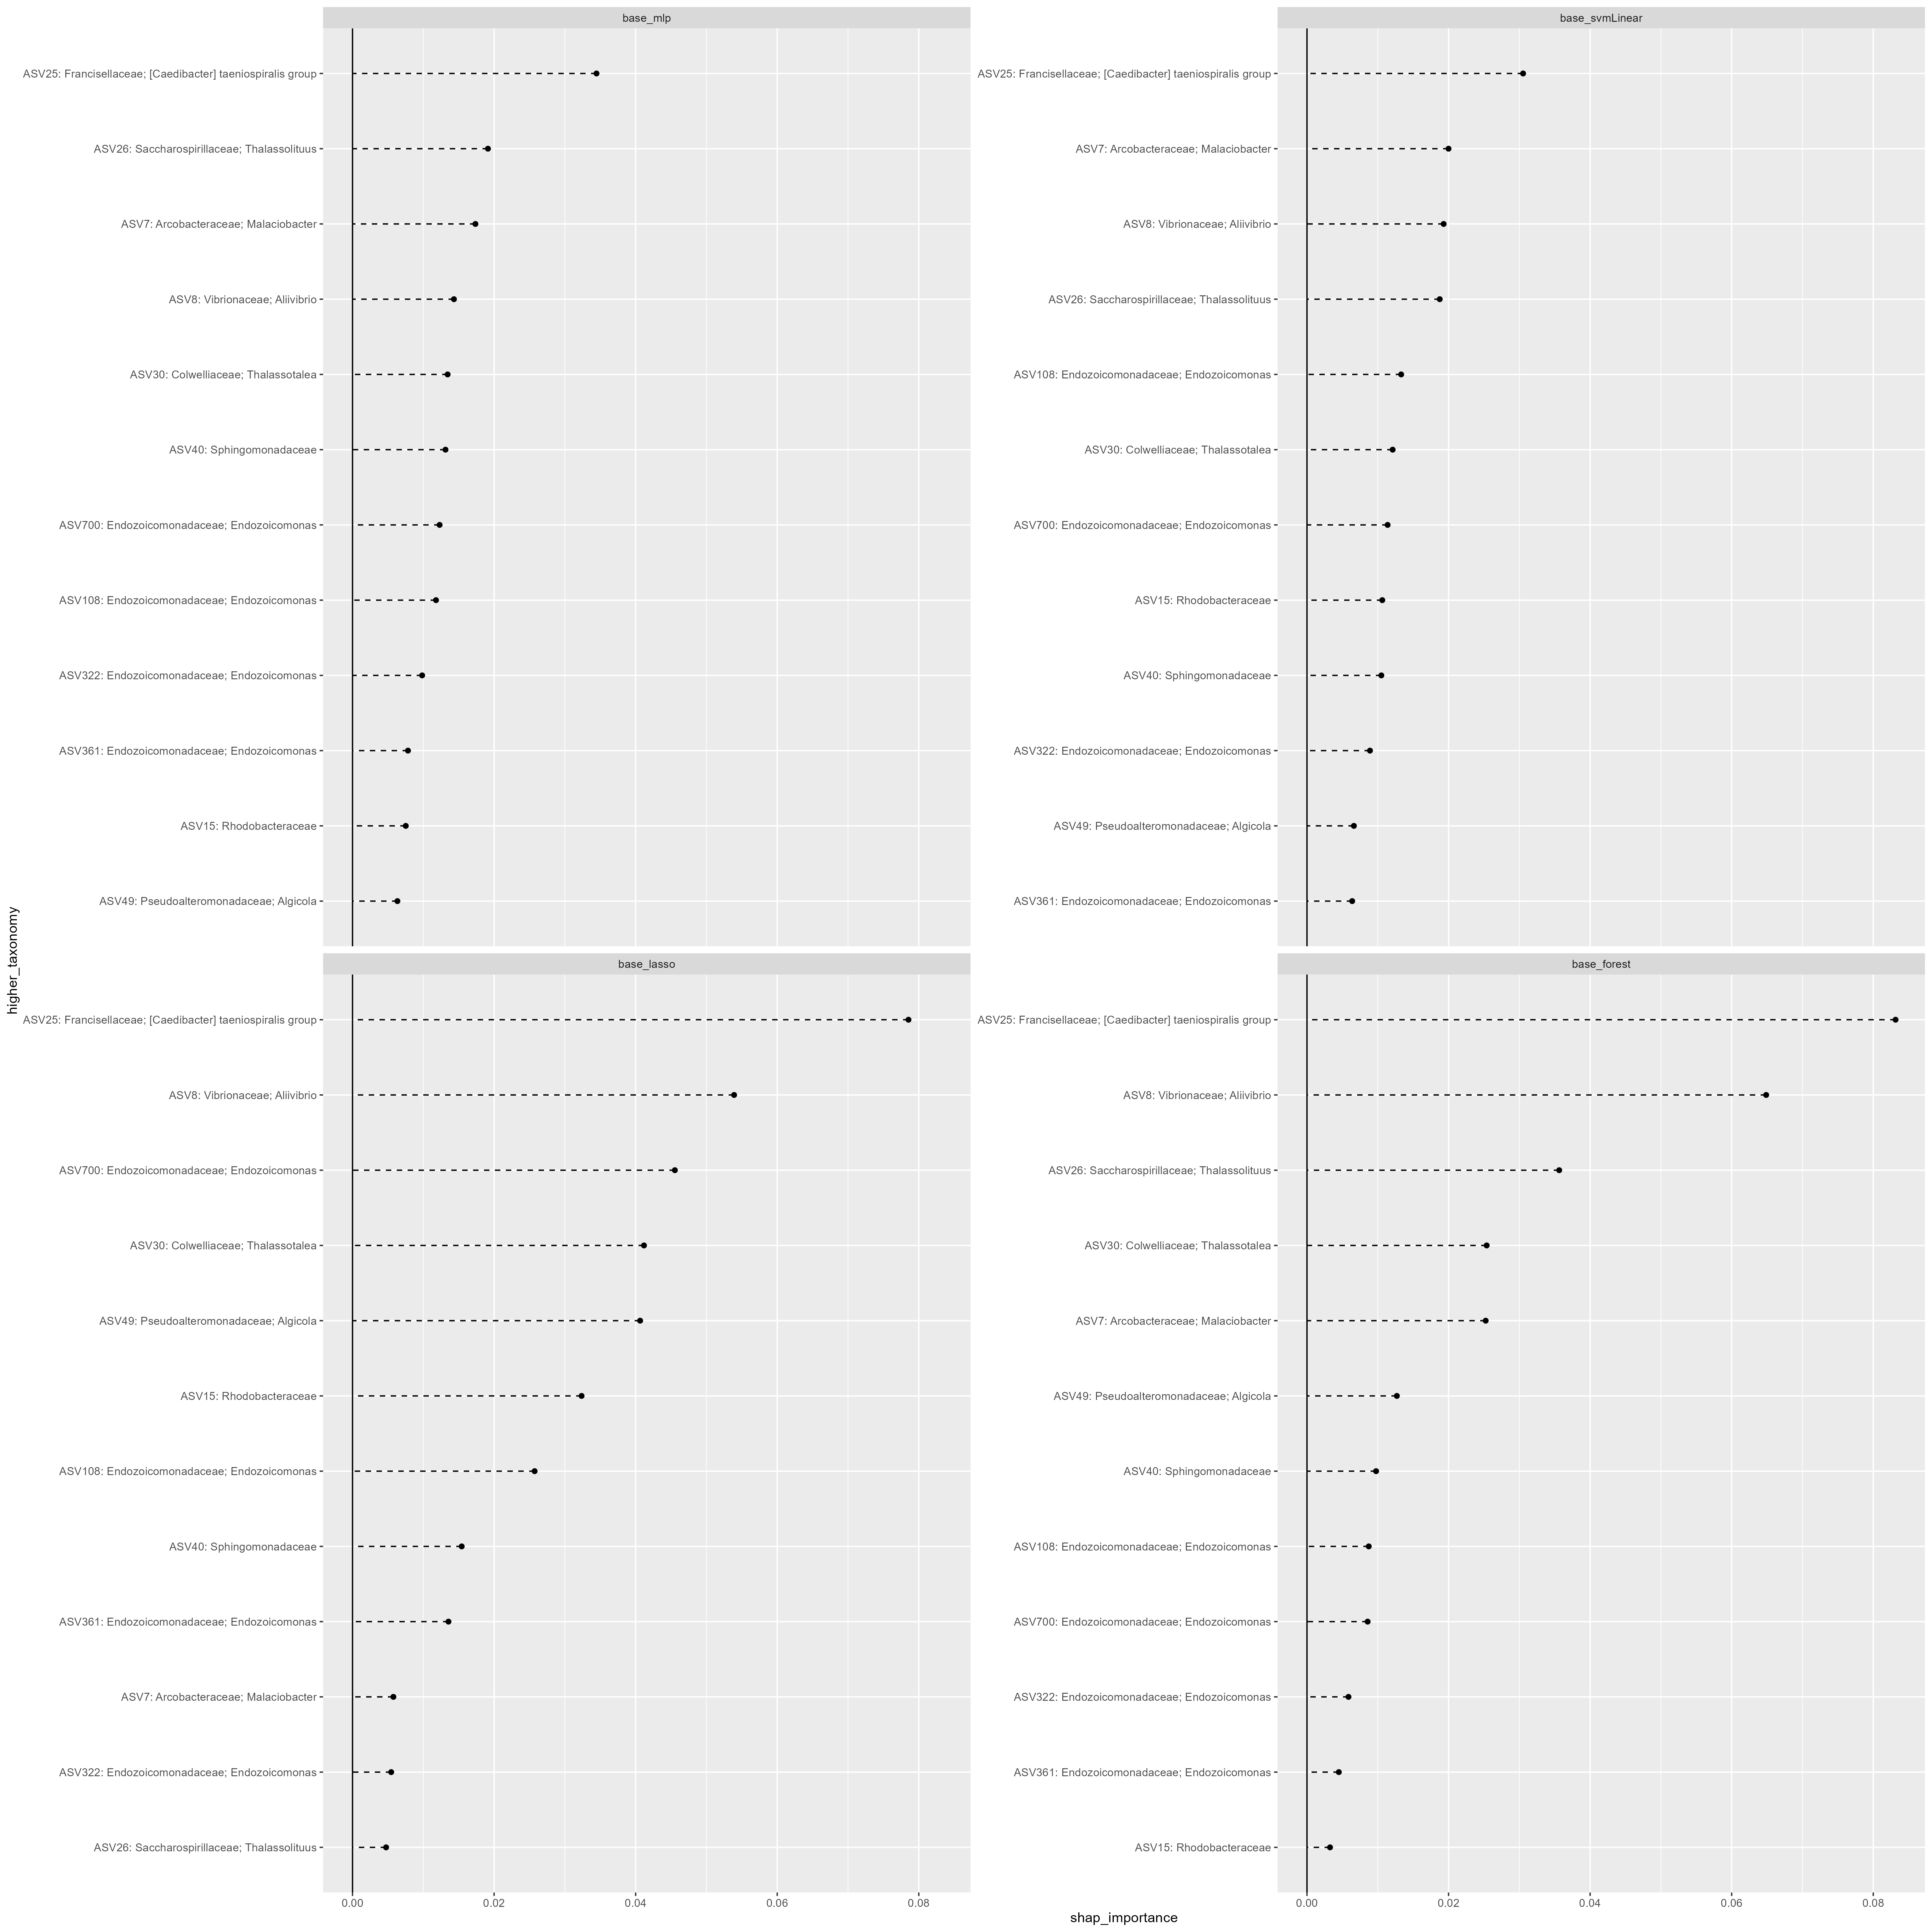 base_mlp
ASV25: Francisellaceae; [Caedibacter] taeniospiralis group
ASV26: Saccharospirillaceae; Thalassolituus
ASV7: Arcobacteraceae; Malaciobacter
ASV8: Vibrionaceae; Aliivibrio
ASV30: Colwelliaceae; Thalassotalea
ASV40: Sphingomonadaceae
ASV700: Endozoicomonadaceae; Endozoicomonas
ASV108: Endozoicomonadaceae; Endozoicomonas
ASV322: Endozoicomonadaceae; Endozoicomonas
ASV361: Endozoicomonadaceae; Endozoicomonas
ASV15: Rhodobacteraceae
ASV49: Pseudoalteromonadaceae; Algicola
base_svmLinear
ASV25: Francisellaceae; [Caedibacter] taeniospiralis group
ASV7: Arcobacteraceae; Malaciobacter
ASV8: Vibrionaceae; Aliivibrio
ASV26: Saccharospirillaceae; Thalassolituus
ASV108: Endozoicomonadaceae; Endozoicomonas
ASV30: Colwelliaceae; Thalassotalea
ASV700: Endozoicomonadaceae; Endozoicomonas
ASV15: Rhodobacteraceae
ASV40: Sphingomonadaceae
ASV322: Endozoicomonadaceae; Endozoicomonas
ASV49: Pseudoalteromonadaceae; Algicola
ASV361: Endozoicomonadaceae; Endozoicomonas
higher_taxonomy
base_lasso
ASV25: Francisellaceae; [Caedibacter] taeniospiralis group
ASV8: Vibrionaceae; Aliivibrio
ASV700: Endozoicomonadaceae; Endozoicomonas
ASV30: Colwelliaceae; Thalassotalea
ASV49: Pseudoalteromonadaceae; Algicola
ASV15: Rhodobacteraceae
ASV108: Endozoicomonadaceae; Endozoicomonas
ASV40: Sphingomonadaceae
ASV361: Endozoicomonadaceae; Endozoicomonas
ASV7: Arcobacteraceae; Malaciobacter
ASV322: Endozoicomonadaceae; Endozoicomonas
ASV26: Saccharospirillaceae; Thalassolituus
0.00 0.02 0.04 0.06 0.08
base_forest
ASV25: Francisellaceae; [Caedibacter] taeniospiralis group
ASV8: Vibrionaceae; Aliivibrio
ASV26: Saccharospirillaceae; Thalassolituus
ASV30: Colwelliaceae; Thalassotalea
ASV7: Arcobacteraceae; Malaciobacter
ASV49: Pseudoalteromonadaceae; Algicola
ASV40: Sphingomonadaceae
ASV108: Endozoicomonadaceae; Endozoicomonas
ASV700: Endozoicomonadaceae; Endozoicomonas
ASV322: Endozoicomonadaceae; Endozoicomonas
ASV361: Endozoicomonadaceae; Endozoicomonas
ASV15: Rhodobacteraceae
0.00 0.02 0.04 0.06 0.08
shap_importance